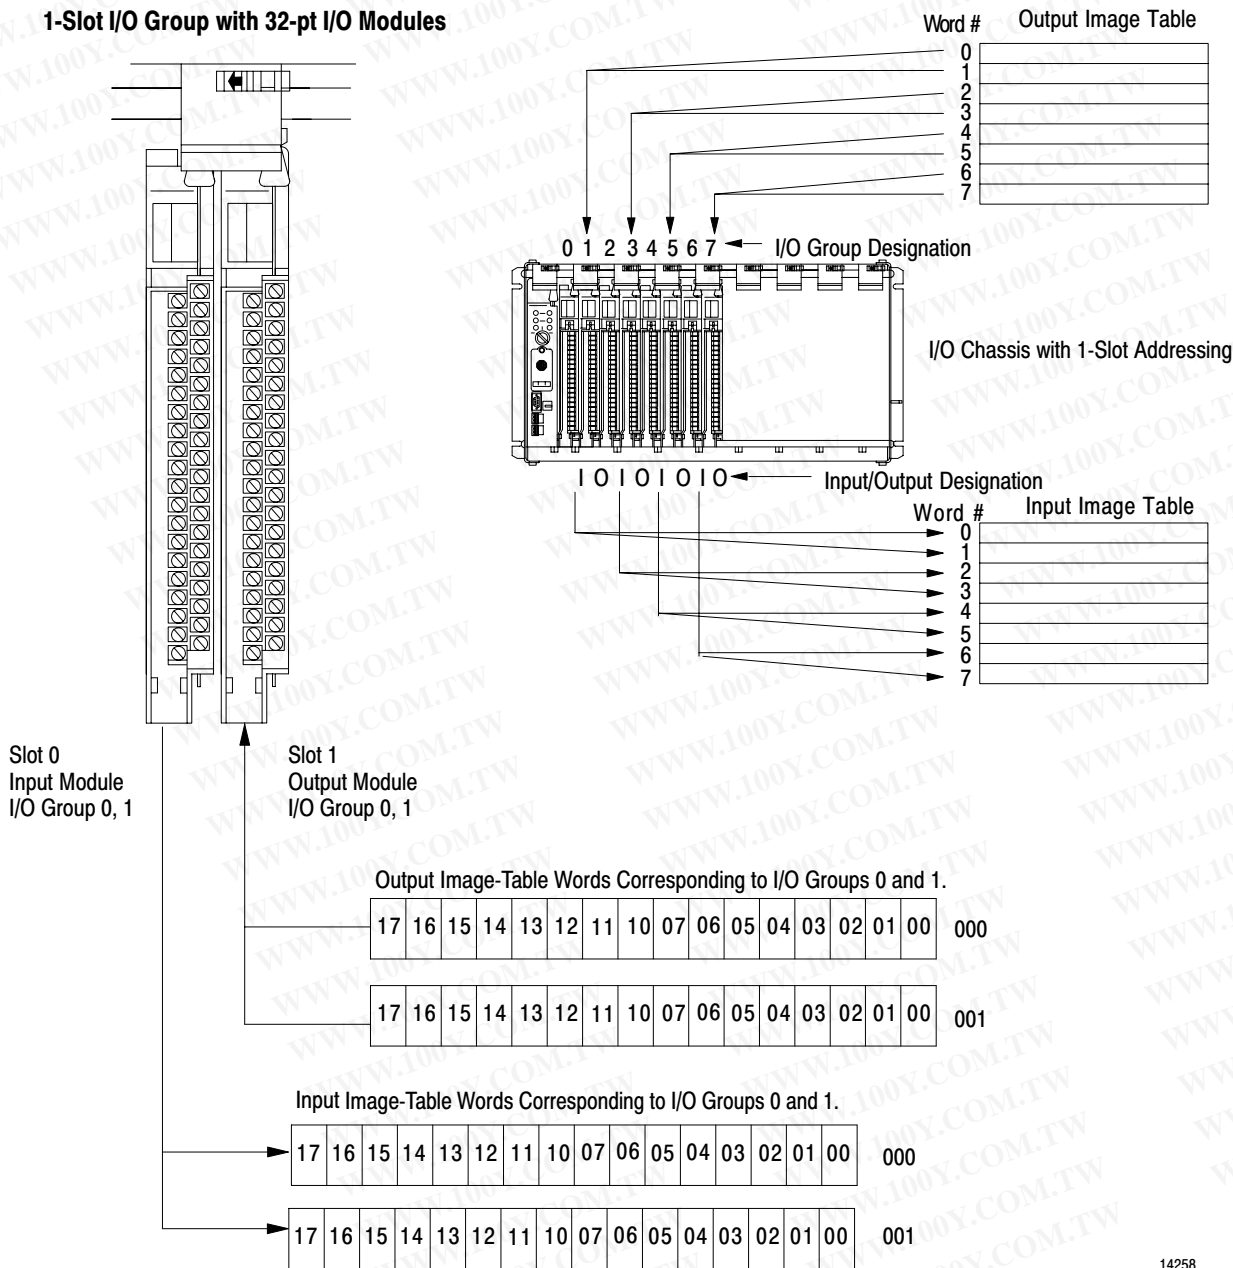 1-Slot I/O Group with 32-pt I/O Modules
Word # Output Image Table
0
1
2
3
4
5
6
7
0 1 2 3 4 5 6 7 I/O Group Designation
I/O Chassis with 1-Slot Addressing
I O I O I O I O Input/Output Designation
Word # Input Image Table
0
1
2
3
4
5
6
7
Slot 0
Input Module
I/O Group 0, 1
Slot 1
Output Module
I/O Group 0, 1
Output Image-Table Words Corresponding to I/O Groups 0 and 1.
17 16 15 14 13 12 11 10 07 06 05 04 03 02 01 00 000
17 16 15 14 13 12 11 10 07 06 05 04 03 02 01 00 001
Input Image-Table Words Corresponding to I/O Groups 0 and 1.
17 16 15 14 13 12 11 10 07 06 05 04 03 02 01 00 000
17 16 15 14 13 12 11 10 07 06 05 04 03 02 01 00 001
14258
WWW.100Y.COM.TW